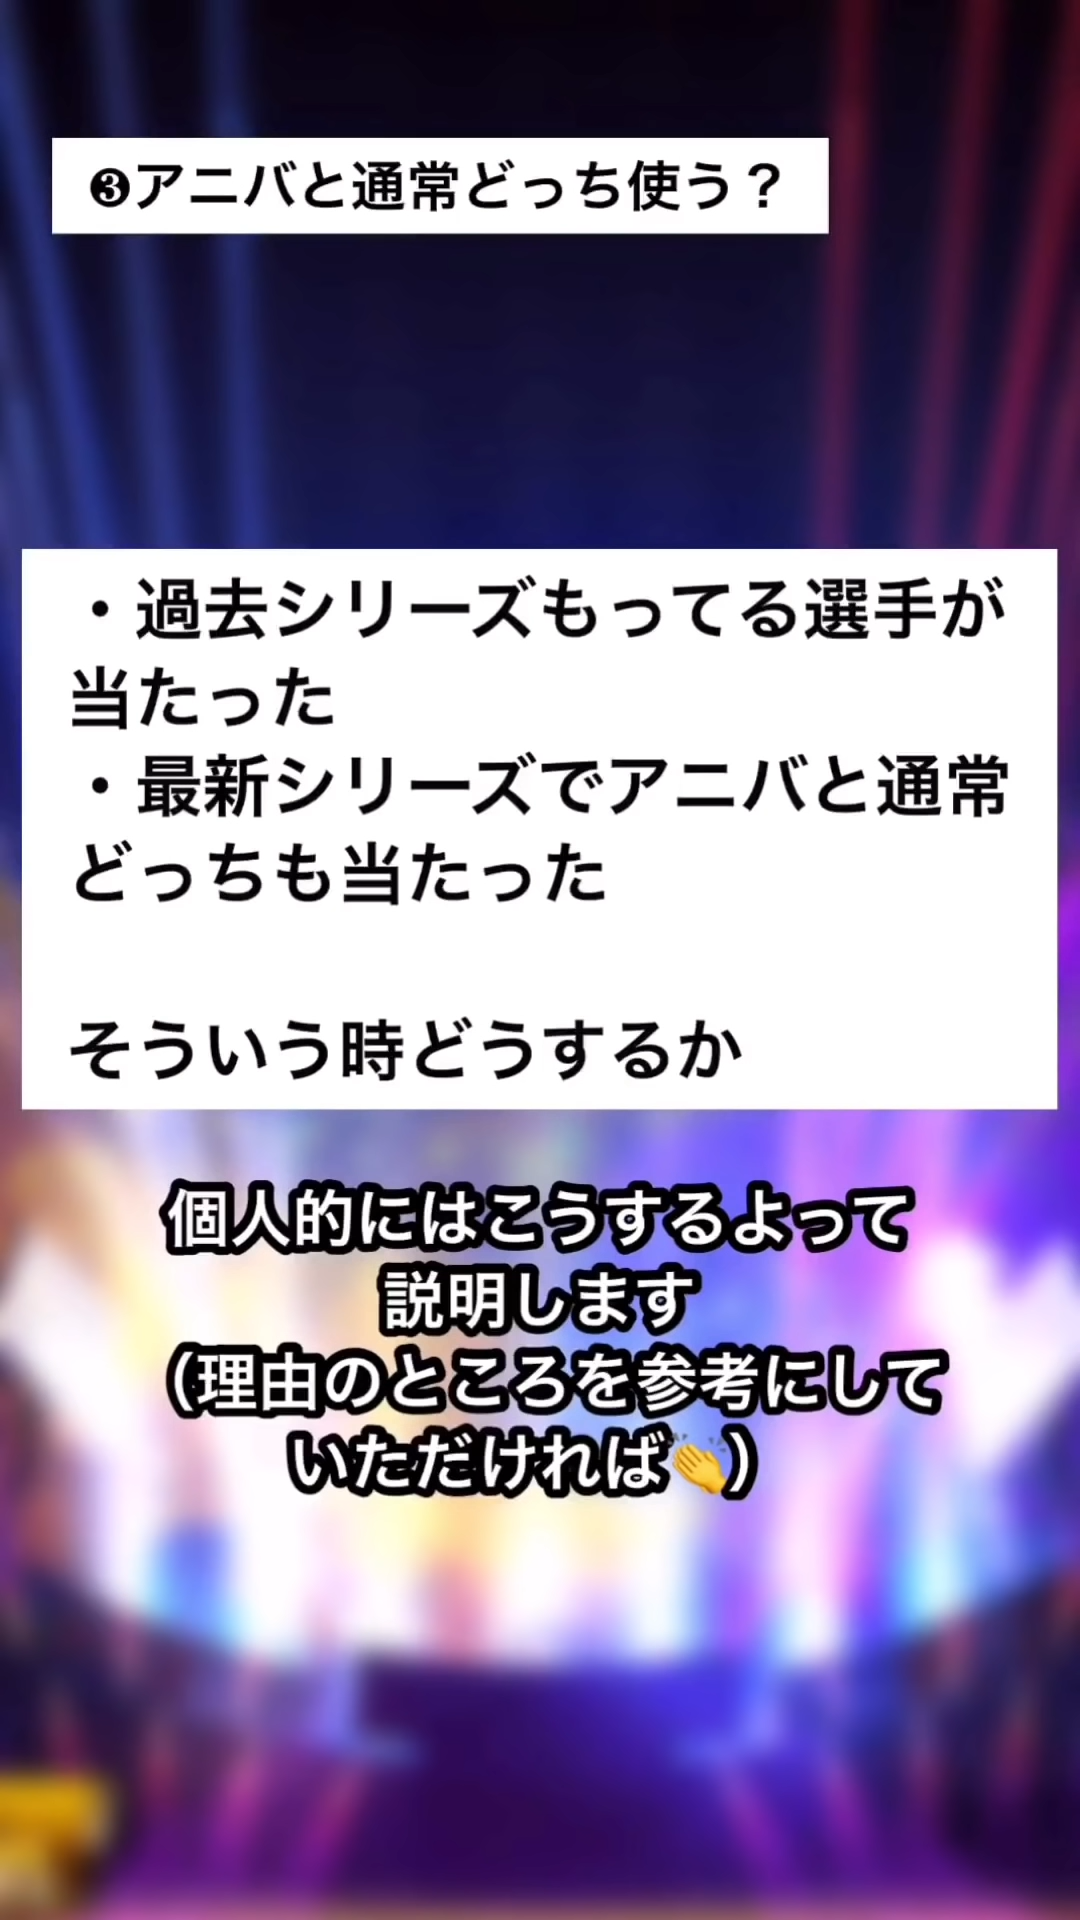 ❸アニバと通常どっち使う？
・過去シリーズもってる選手が
当たった
・最新シリーズでアニバと通常
どっちも当たった
そういう時どうするか
個人的にはこうするよって
説明します
（理由のところを参考にして
いただければ👏）